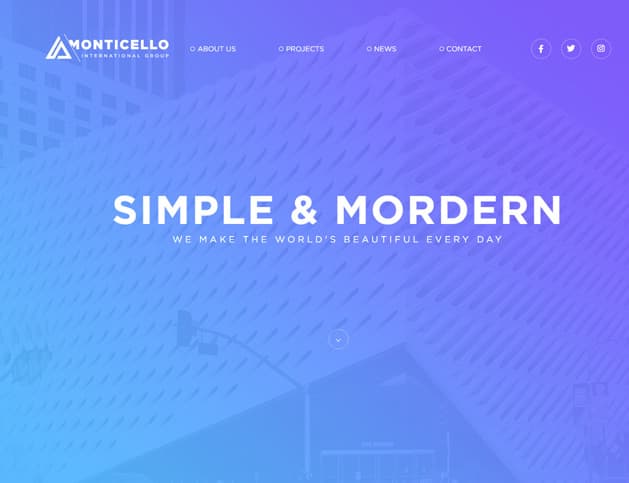 MONTICELLO
INTERNATIONAL GROUP
ABOUT US
PROJECTS
NEWS
CONTACT
SIMPLE & MORDERN
WE MAKE THE WORLD'S BEAUTIFUL EVERY DAY